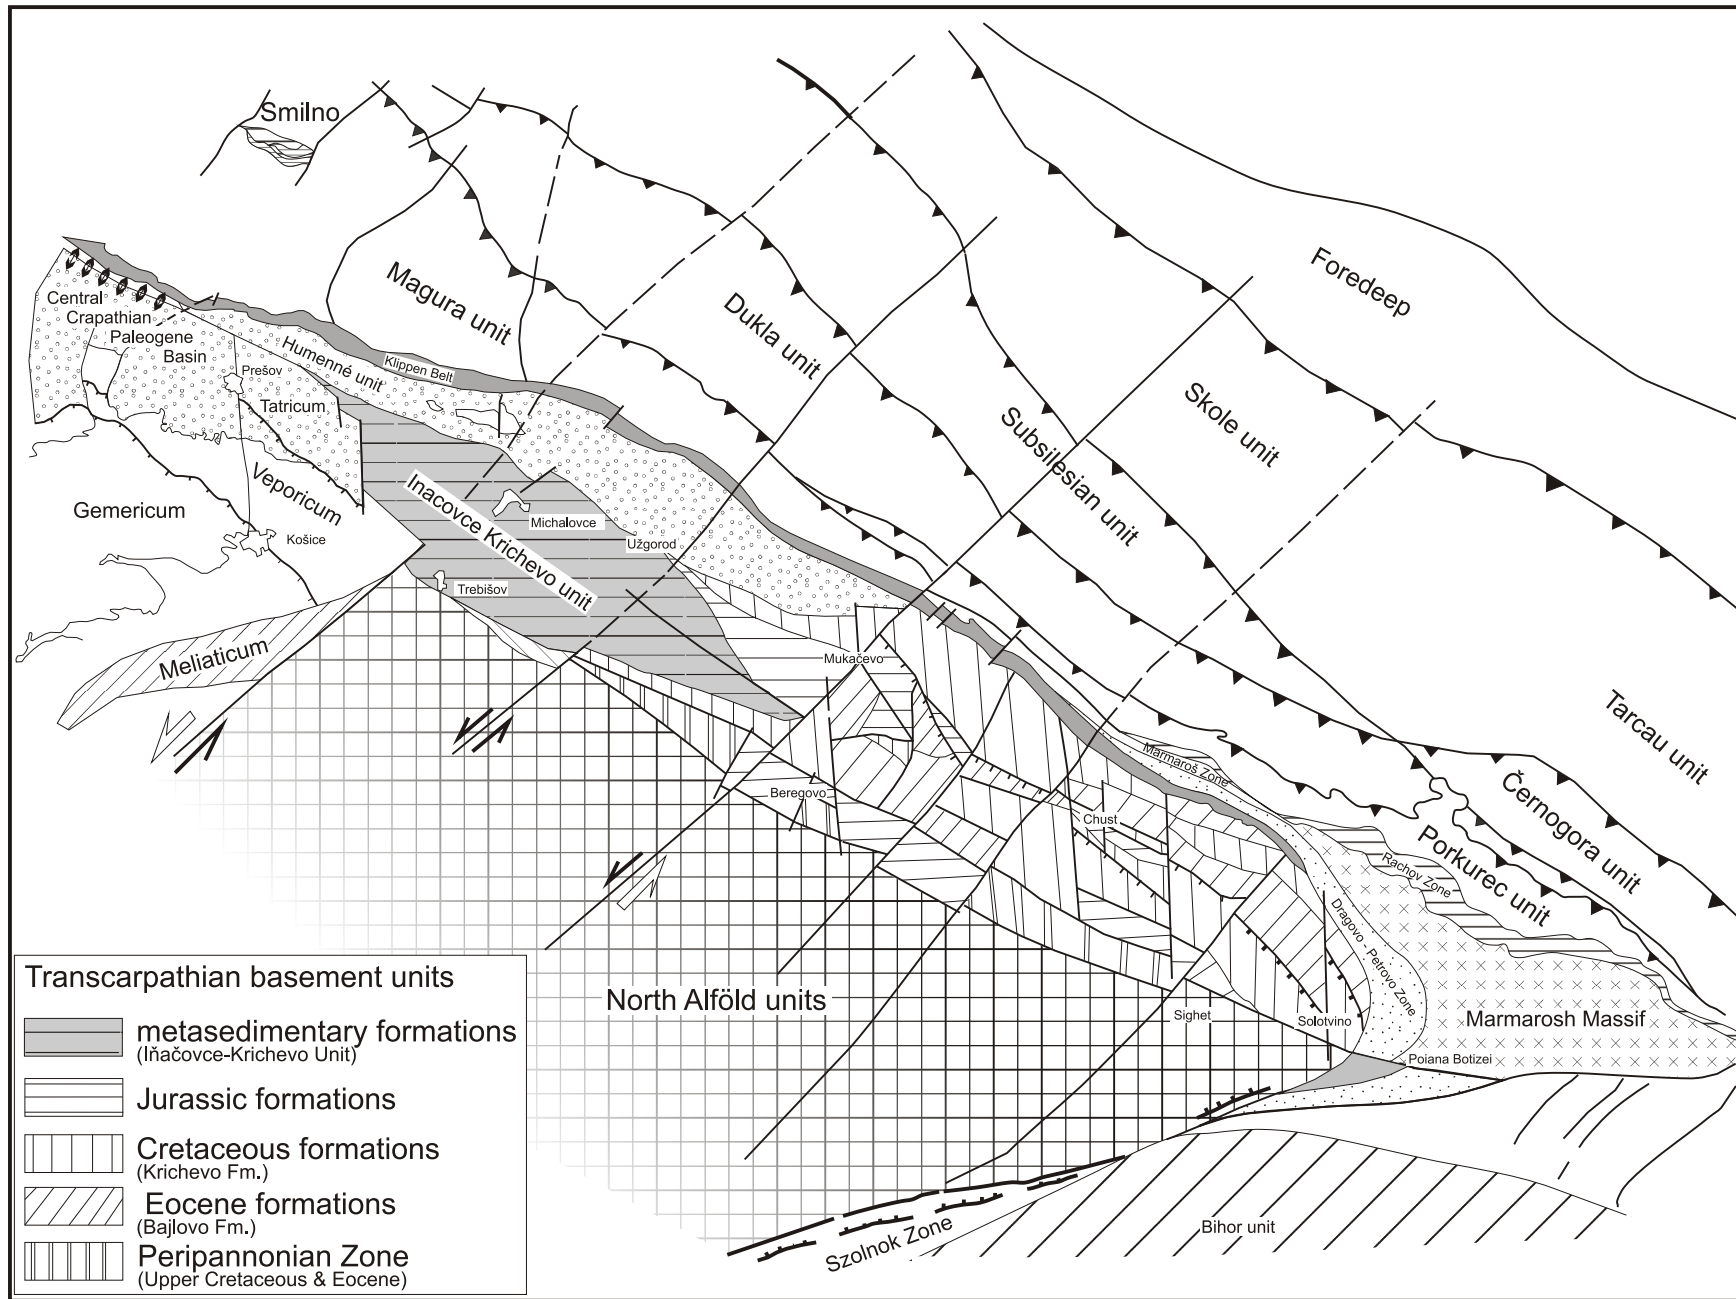 Smilno
Foredeep
Magura unit
Dukla unit
Skole unit
Subsilesian unit
Tarcau unit
Černogora unit
Porkurec unit
Central
Crapathian
Paleogene
Basin
Humenné unit
Klippen Belt
Prešov
Tatricum
Veporicum
Gemericum
Košice
Inacovce Krichevo unit
Michalovce
Užgorod
Trebišov
Meliaticum
Mukačevo
Beregovo
Chust
Marmaroš Zone
Rachov Zone
Dragovo - Petrovo Zone
North Alföld units
Sighet
Solotvino
Marmarosh Massif
Poiana Botizei
Szolnok Zone
Bihor unit
Transcarpathian basement units
metasedimentary formations
(Iňačovce-Krichevo Unit)
Jurassic formations
Cretaceous formations
(Krichevo Fm.)
Eocene formations
(Bajlovo Fm.)
Peripannonian Zone
(Upper Cretaceous & Eocene)